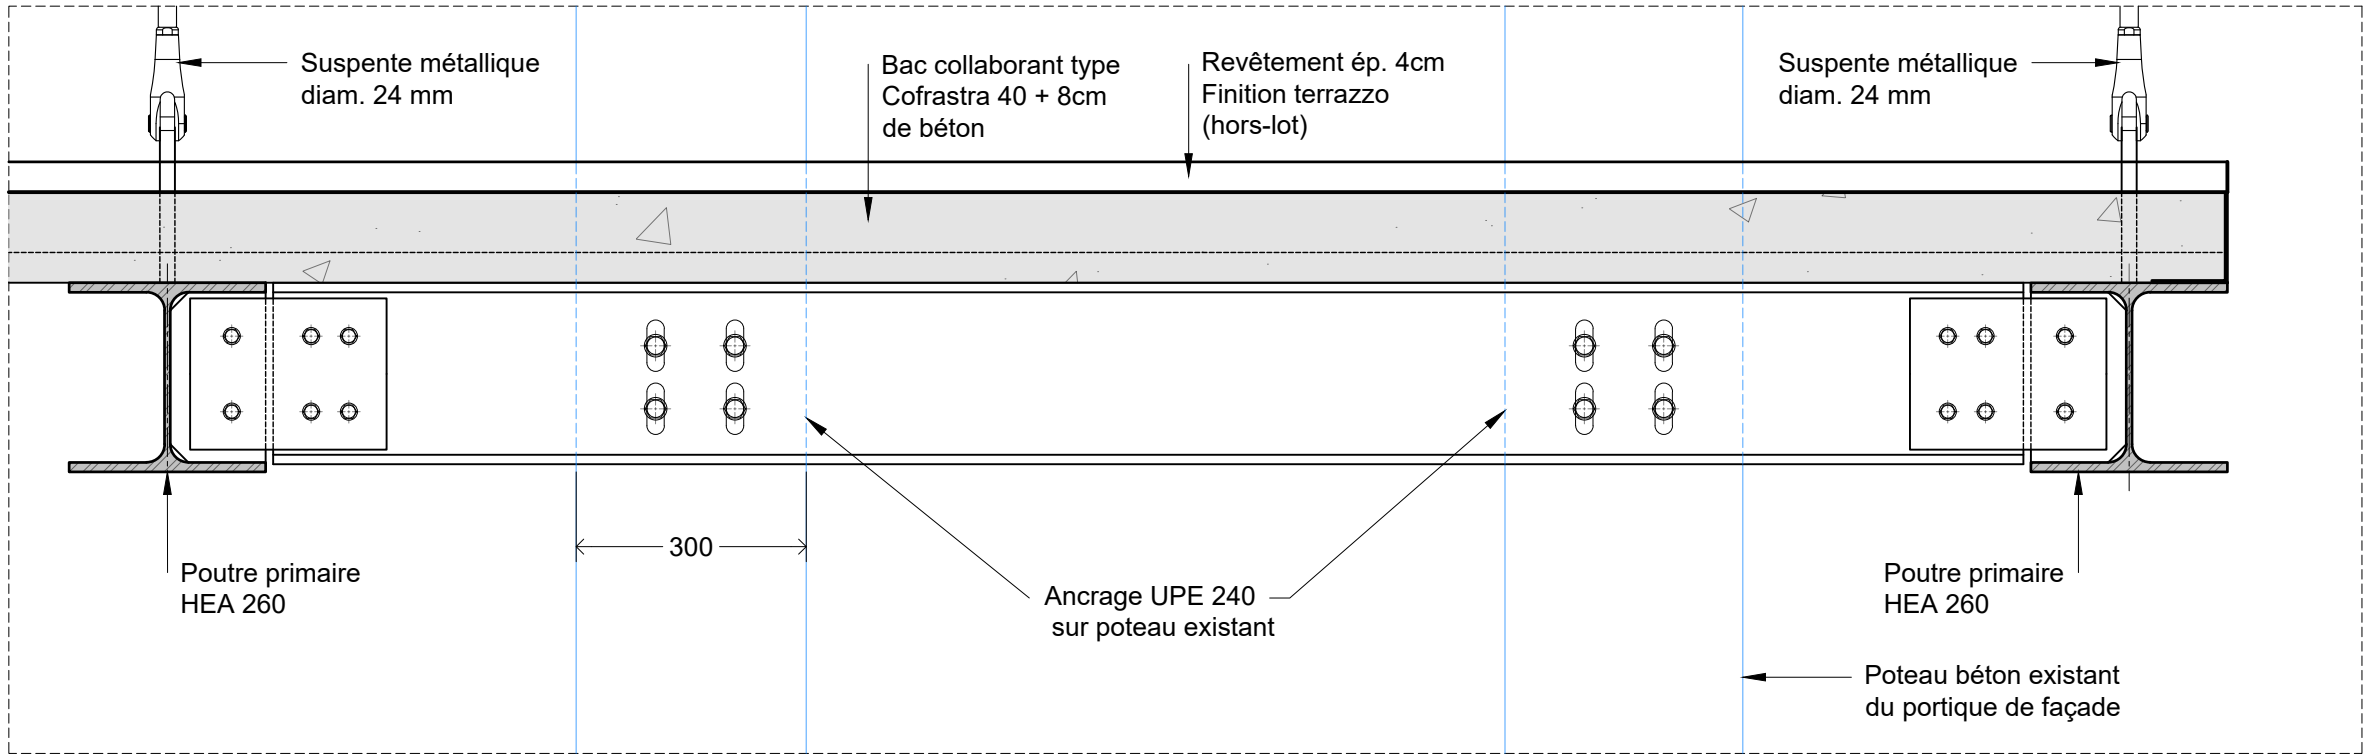 Suspente métallique
diam. 24 mm
Bac collaborant type
Cofrastra 40 + 8cm
de béton
Revêtement ép. 4cm
Finition terrazzo
(hors-lot)
Suspente métallique
diam. 24 mm
300
Poutre primaire
HEA 260
Ancrage UPE 240
sur poteau existant
Poutre primaire
HEA 260
Poteau béton existant
du portique de façade